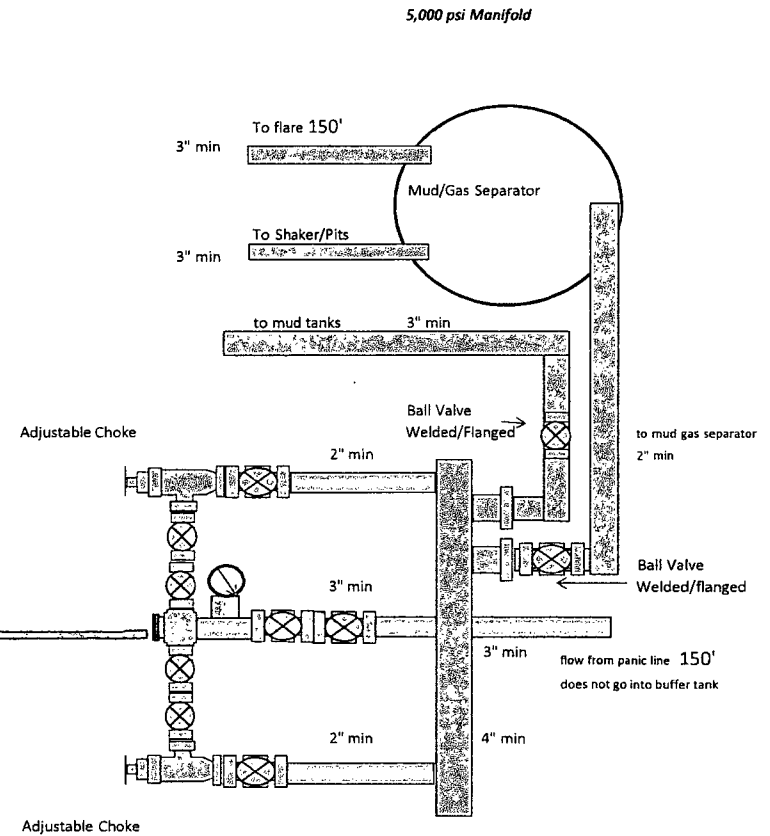 5,000 psi Manifold
To flare 150'
3" min
Mud/Gas Separator
To Shaker/Pits
3" min
to mud tanks 3" min
Ball Valve
Welded/Flanged
Adjustable Choke
to mud gas separator
2" min
2" min
Ball Valve
Welded/flanged
3" min
3" min
flow from panic line 150'
does not go into buffer tank
2" min
4" min
Adjustable Choke